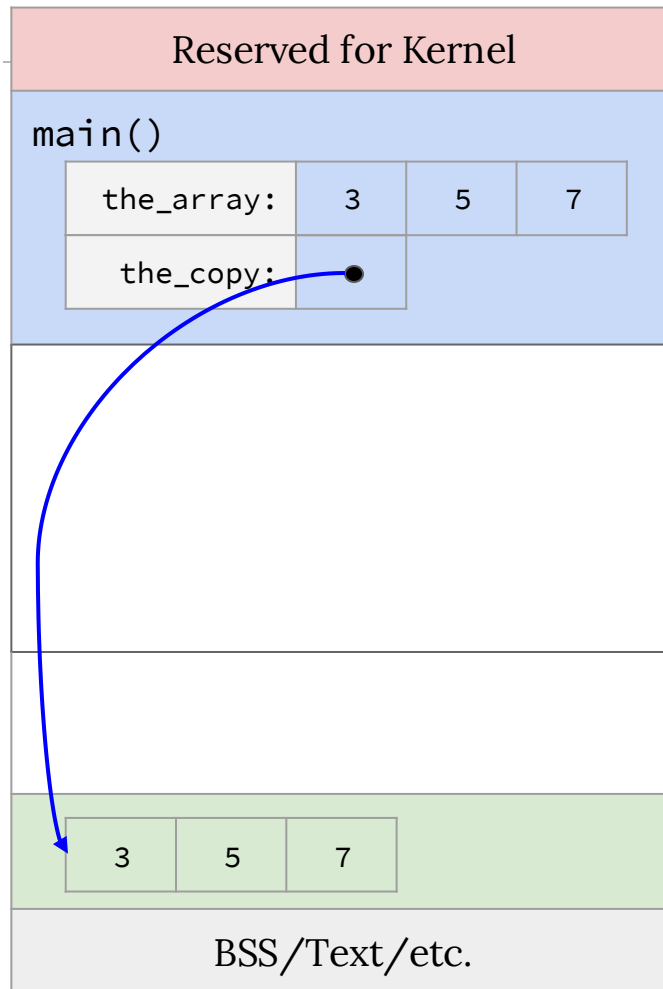 Reserved for Kernel
main()
the_array: 3 5 7
the_copy:
3 5 7
BSS/Text/etc.